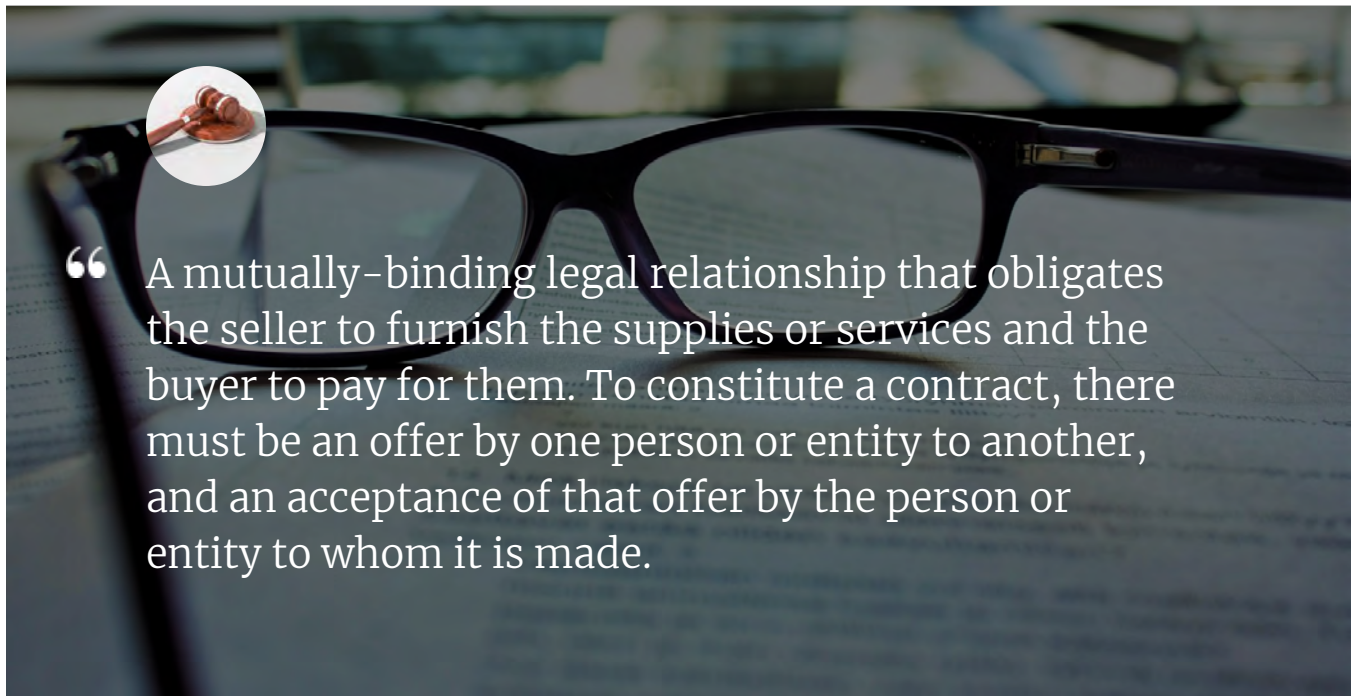 “ A mutually-binding legal relationship that obligates
the seller to furnish the supplies or services and the
buyer to pay for them. To constitute a contract, there
must be an offer by one person or entity to another,
and an acceptance of that offer by the person or
entity to whom it is made.